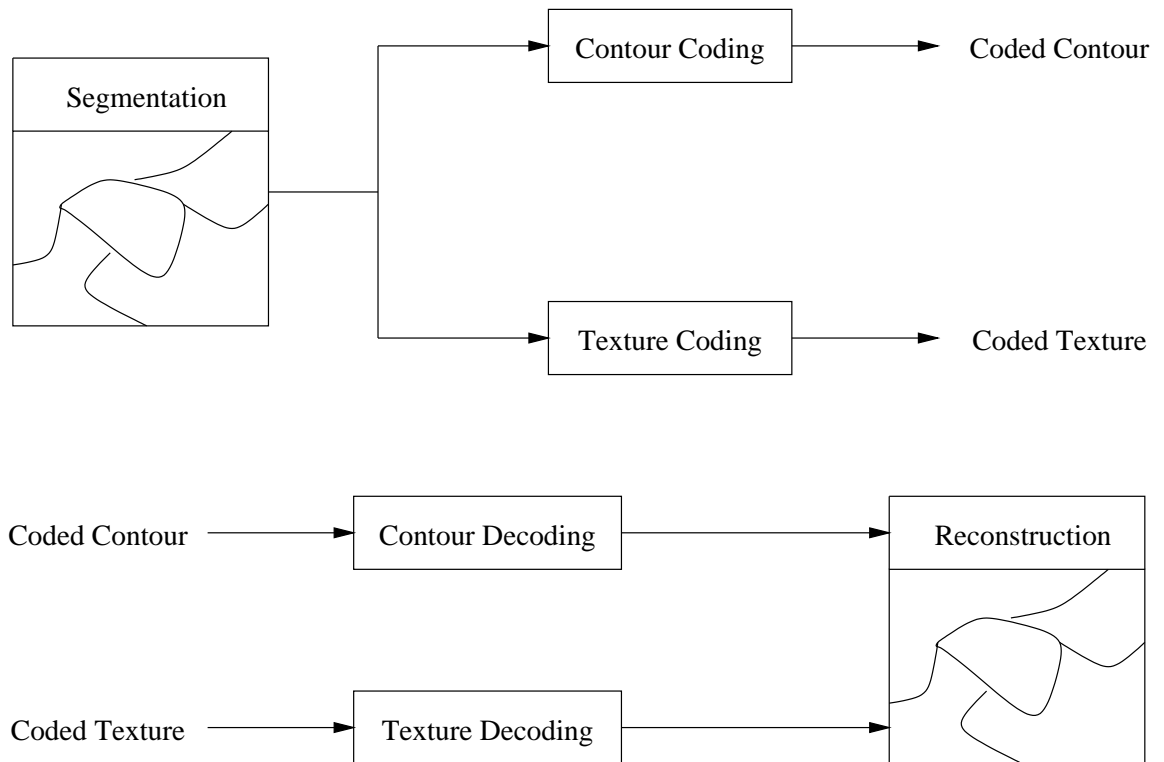 Contour Coding
Coded Contour
Segmentation
Texture Coding
Coded Texture
Coded Contour
Contour Decoding
Reconstruction
Coded Texture
Texture Decoding